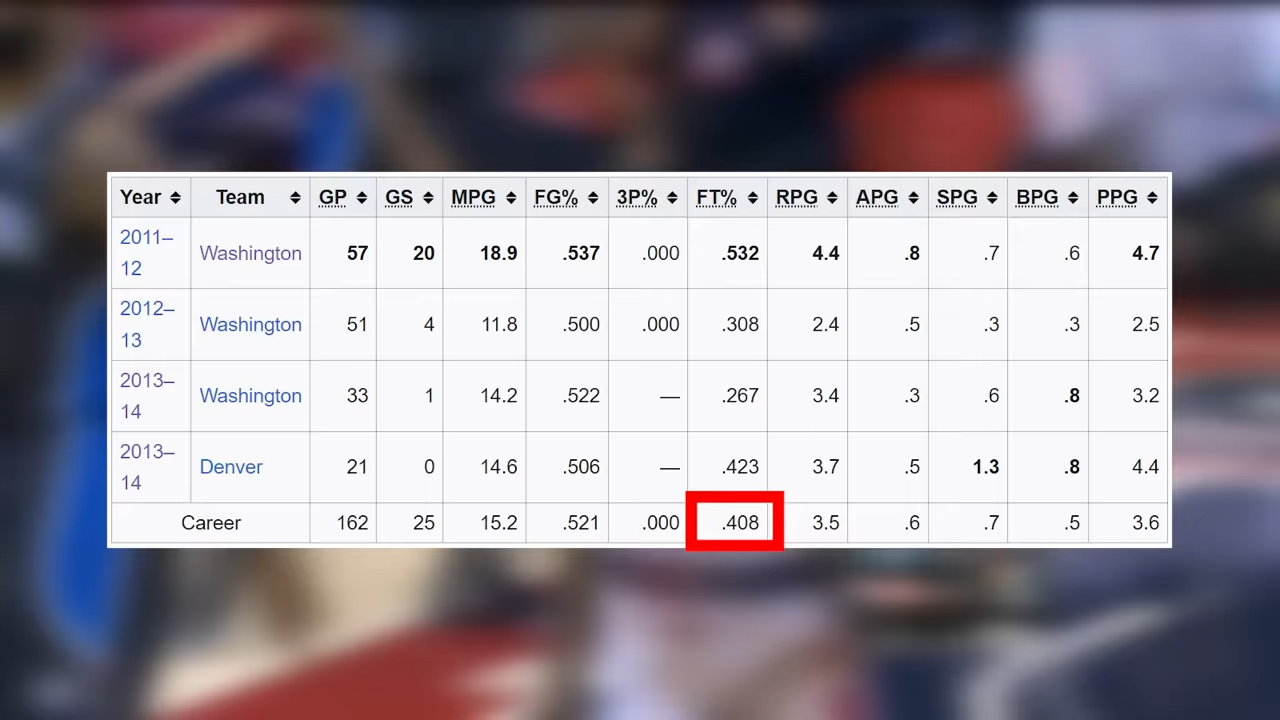 Year Team GP GS MPG FG% 3P% FT% RPG APG SPG BPG PPG
2011–
12 Washington 57 20 18.9 .537 .000 .532 4.4 .8 .7 .6 4.7
2012–
13 Washington 51 4 11.8 .500 .000 .308 2.4 .5 .3 .3 2.5
2013–
14 Washington 33 1 14.2 .522 — .267 3.4 .3 .6 .8 3.2
2013–
14 Denver 21 0 14.6 .506 — .423 3.7 .5 1.3 .8 4.4
Career 162 25 15.2 .521 .000 .408 3.5 .6 .7 .5 3.6